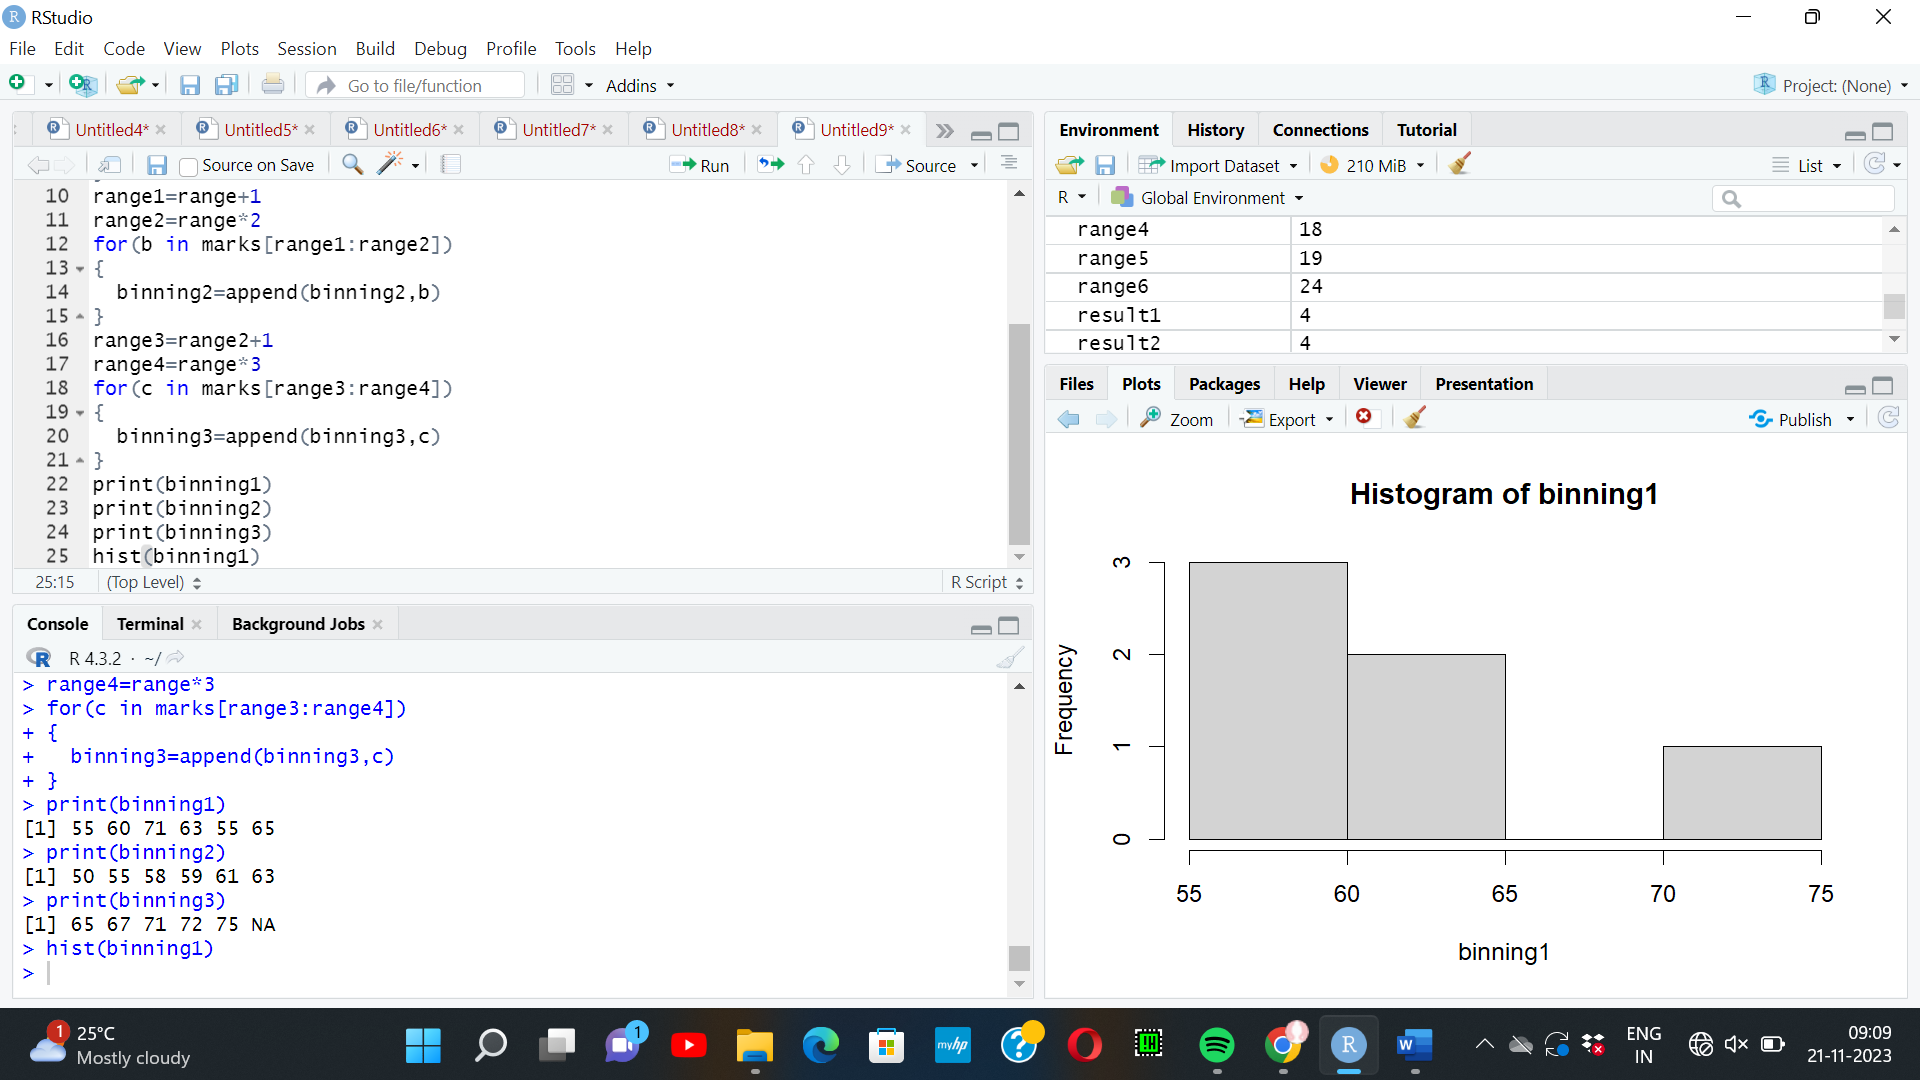 RStudio
File Edit Code View Plots Session Build Debug Profile Tools Help
Go to file/function Addins Project: (None)
Untitled4* Untitled5* Untitled6* Untitled7* Untitled8* Untitled9*
Source on Save Run Source
10 range1=range+1
11 range2=range*2
12 for(b in marks[range1:range2])
13 {
14 binning2=append(binning2,b)
15 }
16 range3=range2+1
17 range4=range*3
18 for(c in marks[range3:range4])
19 {
20 binning3=append(binning3,c)
21 }
22 print(binning1)
23 print(binning2)
24 print(binning3)
25 hist(binning1)
25:15 (Top Level) R Script
Console Terminal Background Jobs
R 4.3.2 · ~/
> range4=range*3
> for(c in marks[range3:range4])
+ {
+ binning3=append(binning3,c)
+ }
> print(binning1)
[1] 55 60 71 63 55 65
> print(binning2)
[1] 50 55 58 59 61 63
> print(binning3)
[1] 65 67 71 72 75 NA
> hist(binning1)
>
Environment History Connections Tutorial
Import Dataset 210 MiB List
R Global Environment
range4 18
range5 19
range6 24
result1 4
result2 4
Files Plots Packages Help Viewer Presentation
Zoom Export Publish
Histogram of binning1
Frequency
3
2
1
0
55 60 65 70 75
binning1
1
25°C
Mostly cloudy
1
myhp
R
W
ENG
IN
09:09
21-11-2023